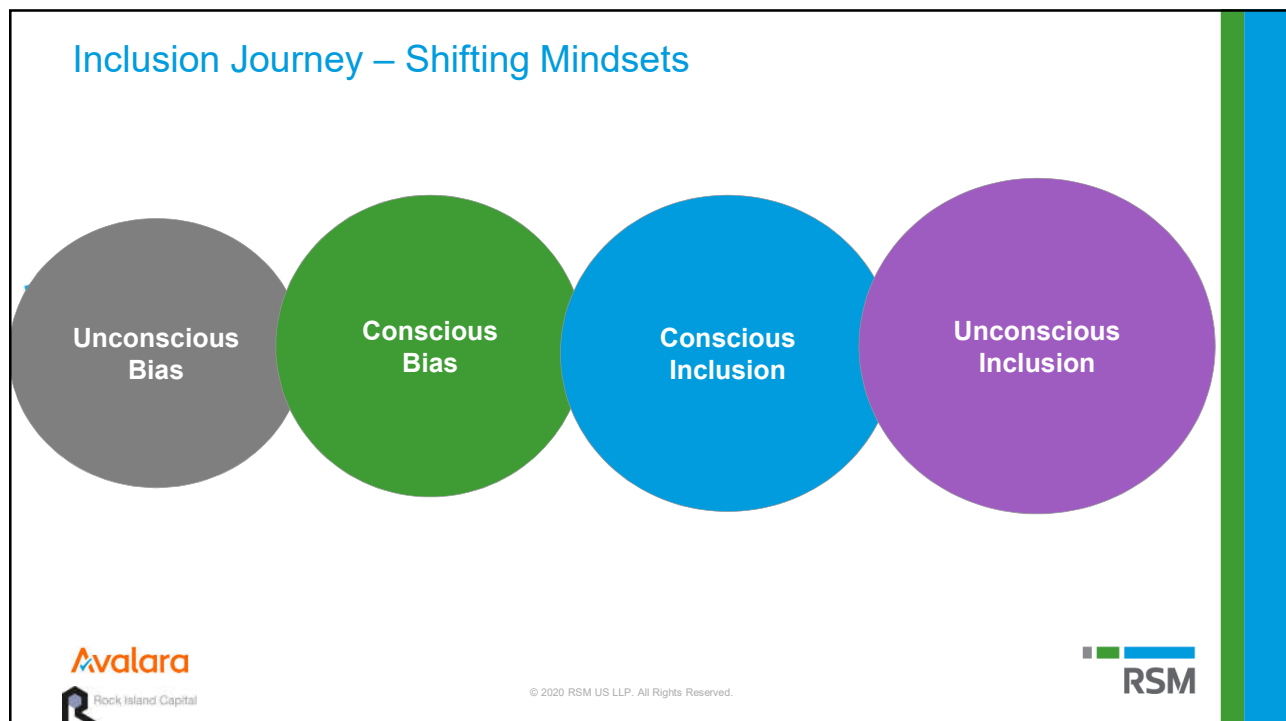 Inclusion Journey – Shifting Mindsets
Unconscious
Bias
Conscious
Bias
Conscious
Inclusion
Unconscious
Inclusion
Avalara
Rock Island Capital
© 2020 RSM US LLP. All Rights Reserved.
RSM